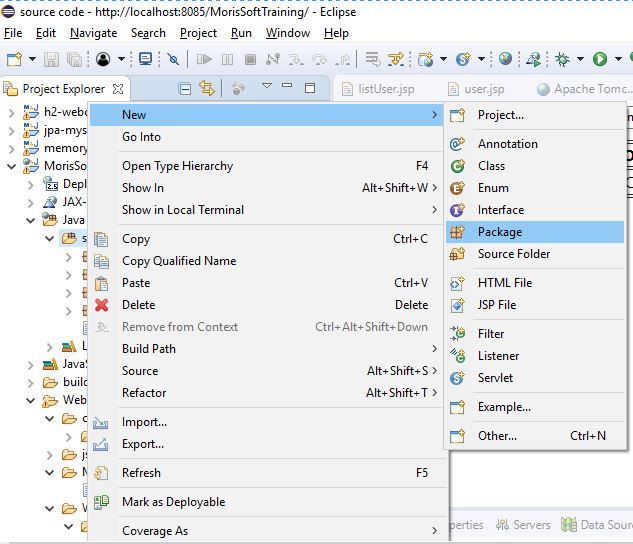 source code - http://localhost:8085/MorisSoftTraining/ - Eclipse
File Edit Navigate Search Project Run Window Help
Project Explorer
listUser.jsp
user.jsp
Apache Tomc...
h2-webc
jpa-mys
memory
MorisSo
Depl
JAX-
Java
s
L
JavaS
build
Web
c
js
M
W
New
Go Into
Open Type Hierarchy F4
Show In Alt+Shift+W
Show in Local Terminal
Copy Ctrl+C
Copy Qualified Name
Paste Ctrl+V
Delete Delete
Remove from Context Ctrl+Alt+Shift+Down
Build Path
Source Alt+Shift+S
Refactor Alt+Shift+T
Import...
Export...
Refresh F5
Mark as Deployable
Coverage As
Project...
Annotation
Class
Enum
Interface
Package
Source Folder
HTML File
JSP File
Filter
Listener
Servlet
Example...
Other... Ctrl+N
perties
Servers
Data Sour